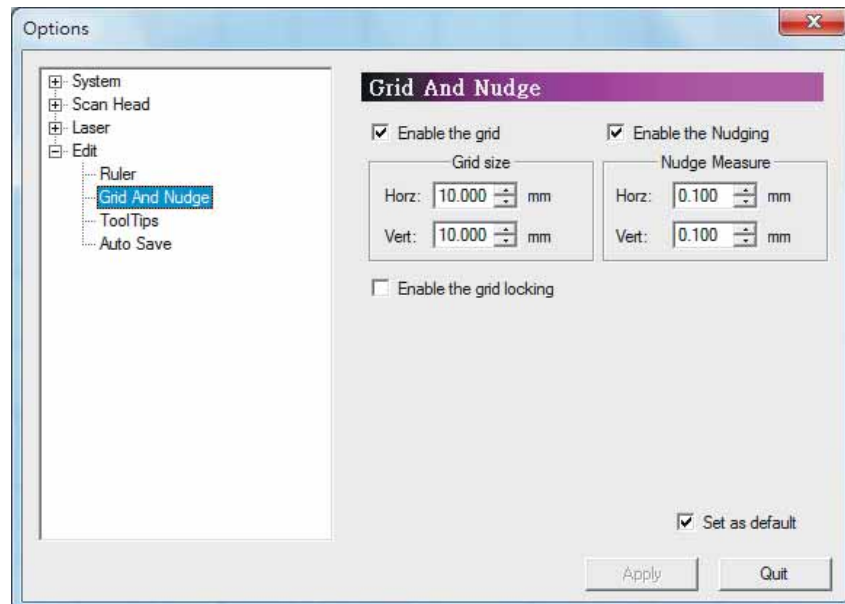 Options
System
Scan Head
Laser
Edit
Ruler
Grid And Nudge
ToolTips
Auto Save
Grid And Nudge
Enable the grid
Enable the Nudging
Grid size
Nudge Measure
Horz: 10.000 mm
Horz: 0.100 mm
Vert: 10.000 mm
Vert: 0.100 mm
Enable the grid locking
Set as default
Apply
Quit